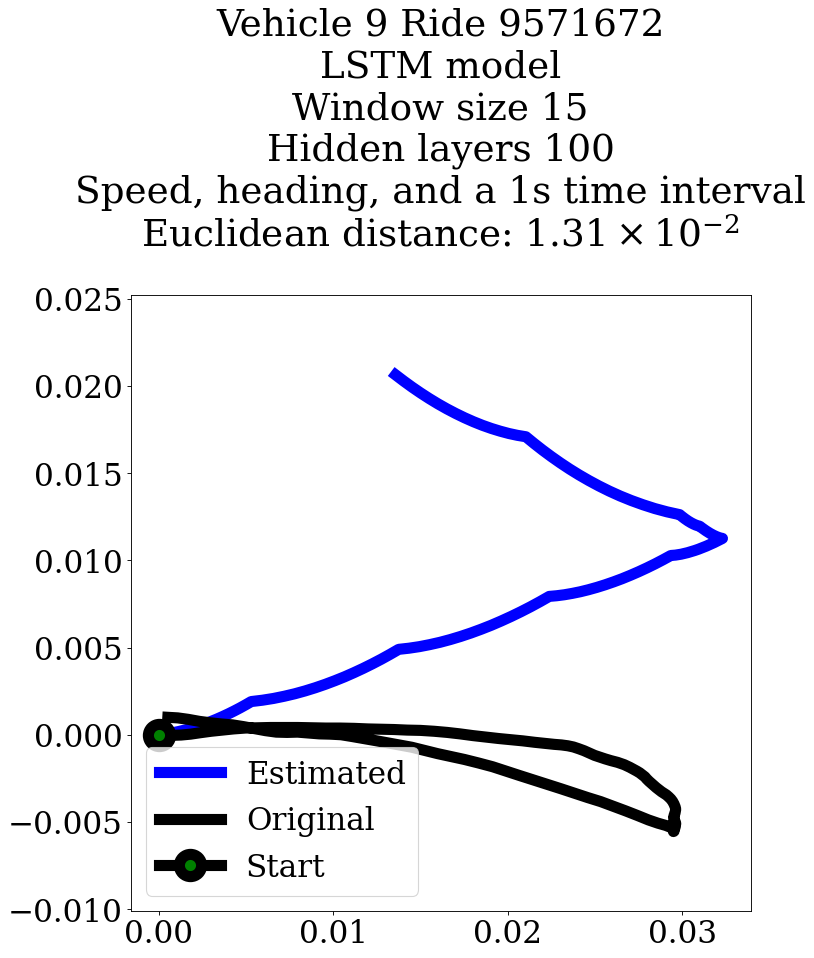 Vehicle 9 Ride 9571672
LSTM model
Window size 15
Hidden layers 100
Speed, heading, and a 1s time interval
Euclidean distance: 1.31 × 10⁻²
0.025
0.020
0.015
0.010
0.005
0.000
−0.005
−0.010
Estimated
Original
Start
0.00 0.01 0.02 0.03